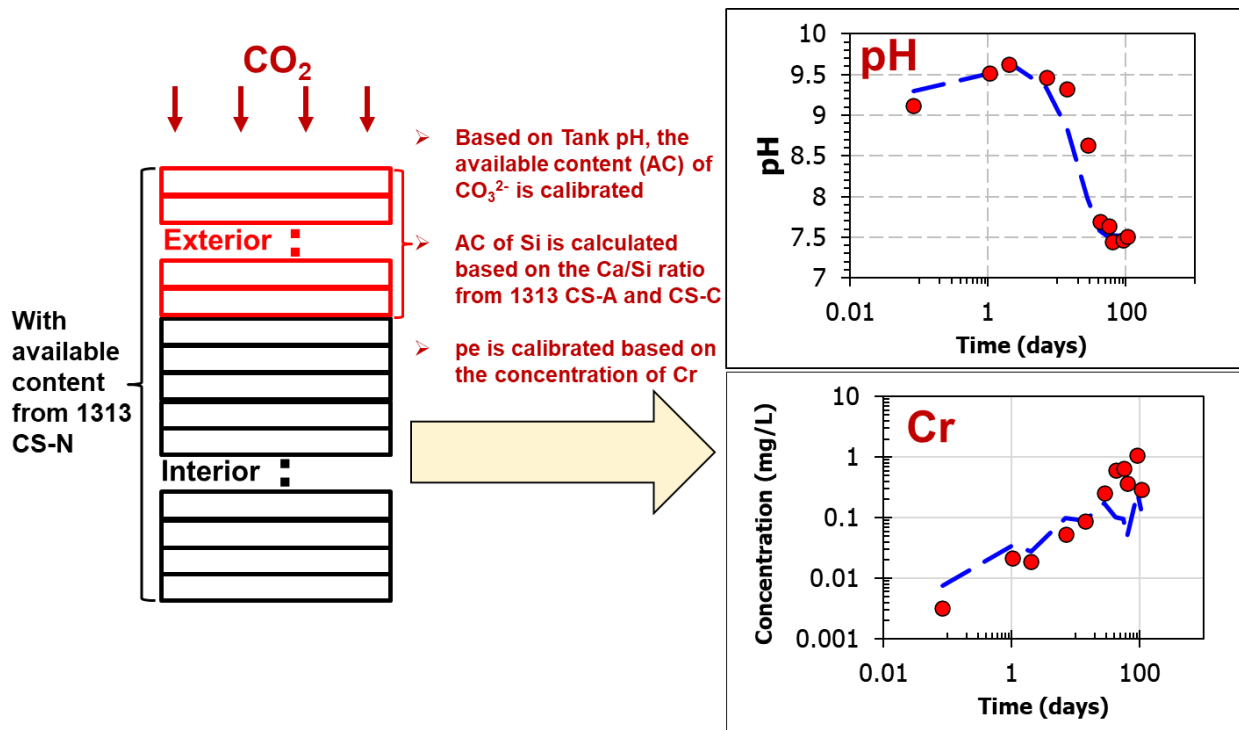 CO₂
➢ Based on Tank pH, the
available content (AC) of
CO₃²⁻ is calibrated
➢ AC of Si is calculated
based on the Ca/Si ratio
from 1313 CS-A and CS-C
➢ pe is calibrated based on
the concentration of Cr
Exterior
With
available
content
from 1313
CS-N
Interior
pH
10
9.5
9
8.5
8
7.5
7
pH
0.01
1
100
Time (days)
Cr
10
1
0.1
0.01
0.001
Concentration (mg/L)
0.01
1
100
Time (days)